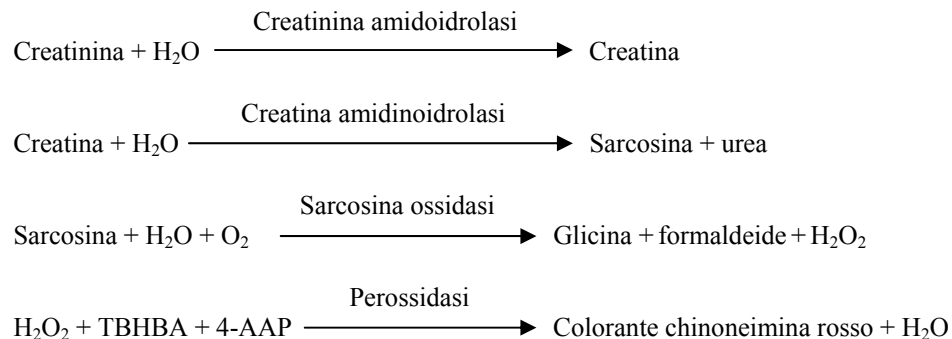 Creatinina amidoidrolasi
Creatinina + H₂O Creatina
Creatina amidinoidrolasi
Creatina + H₂O Sarcosina + urea
Sarcosina ossidasi
Sarcosina + H₂O + O₂ Glicina + formaldeide + H₂O₂
Perossidasi
H₂O₂ + TBHBA + 4-AAP Colorante chinoneimina rosso + H₂O